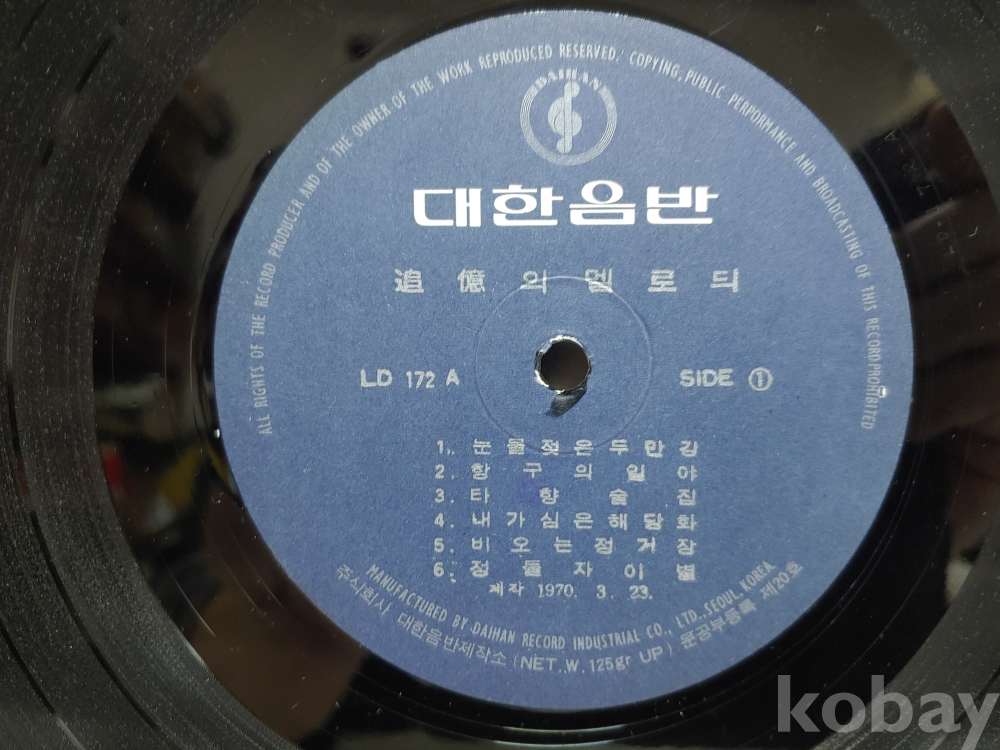 ALL RIGHTS OF THE RECORD PRODUCER AND OF THE OWNER OF THE WORK REPRODUCED RESERVED. COPYING, PUBLIC PERPORMANCE AND BROADCASTING OF THIS RECORDPROHIBITED
DAIHAN
대한음반
追憶의멜로듸
LD 172 A
SIDE ①
1. 눈물젖은두만강
2. 항구의일야
3. 타향술집
4. 내가심은해당화
5. 비오는정거장
6. 정들자이별
제작 1970. 3. 23.
MANUFACTURED BY DAIHAN RECORD INDUSTRIAL CO., LTD. SEOUL, KOREA
주식회사 대한음반제작소 (NET. W. 125gr UP) 문공부등록 제20호
kobay